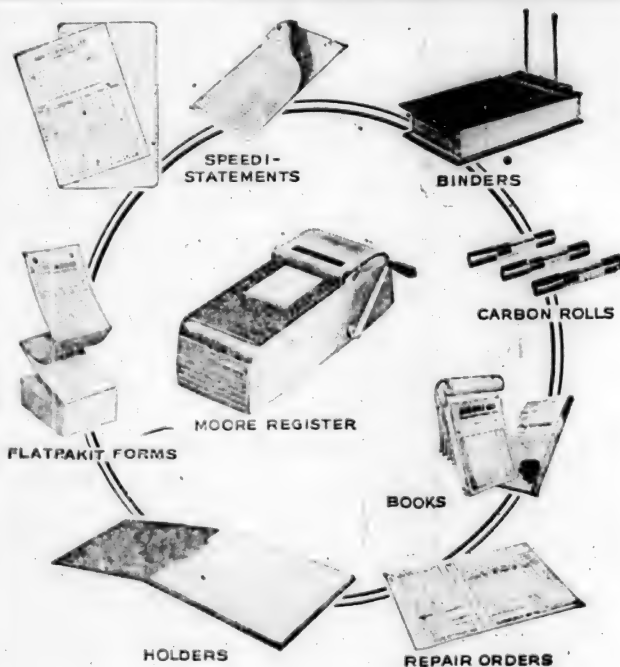 SPEEDI-
STATEMENTS
BINDERS
CARBON ROLLS
MOORE REGISTER
FLATPAKIT FORMS
BOOKS
HOLDERS
REPAIR ORDERS